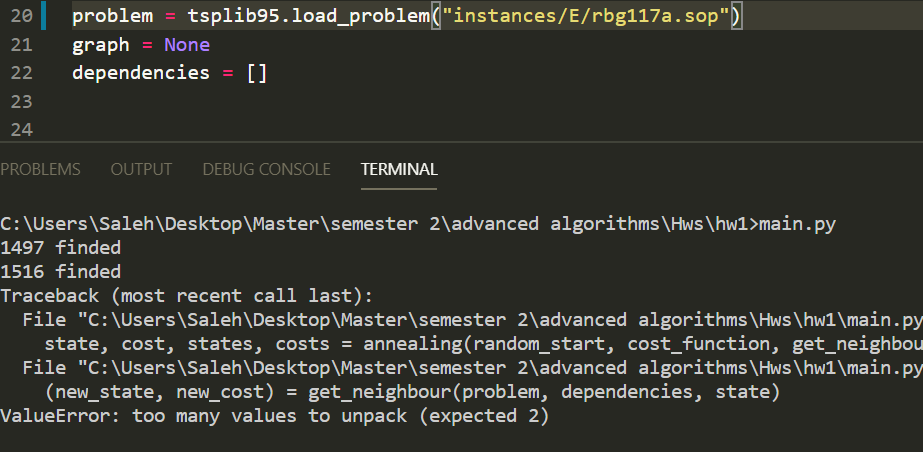 20 problem = tsplib95.load_problem("instances/E/rbg117a.sop")
21 graph = None
22 dependencies = []
23
24
PROBLEMS OUTPUT DEBUG CONSOLE TERMINAL
C:\Users\Saleh\Desktop\Master\semester 2\advanced algorithms\Hws\hw1>main.py
1497 finded
1516 finded
Traceback (most recent call last):
File "C:\Users\Saleh\Desktop\Master\semester 2\advanced algorithms\Hws\hw1\main.py
state, cost, states, costs = annealing(random_start, cost_function, get_neighbou
File "C:\Users\Saleh\Desktop\Master\semester 2\advanced algorithms\Hws\hw1\main.py
(new_state, new_cost) = get_neighbour(problem, dependencies, state)
ValueError: too many values to unpack (expected 2)